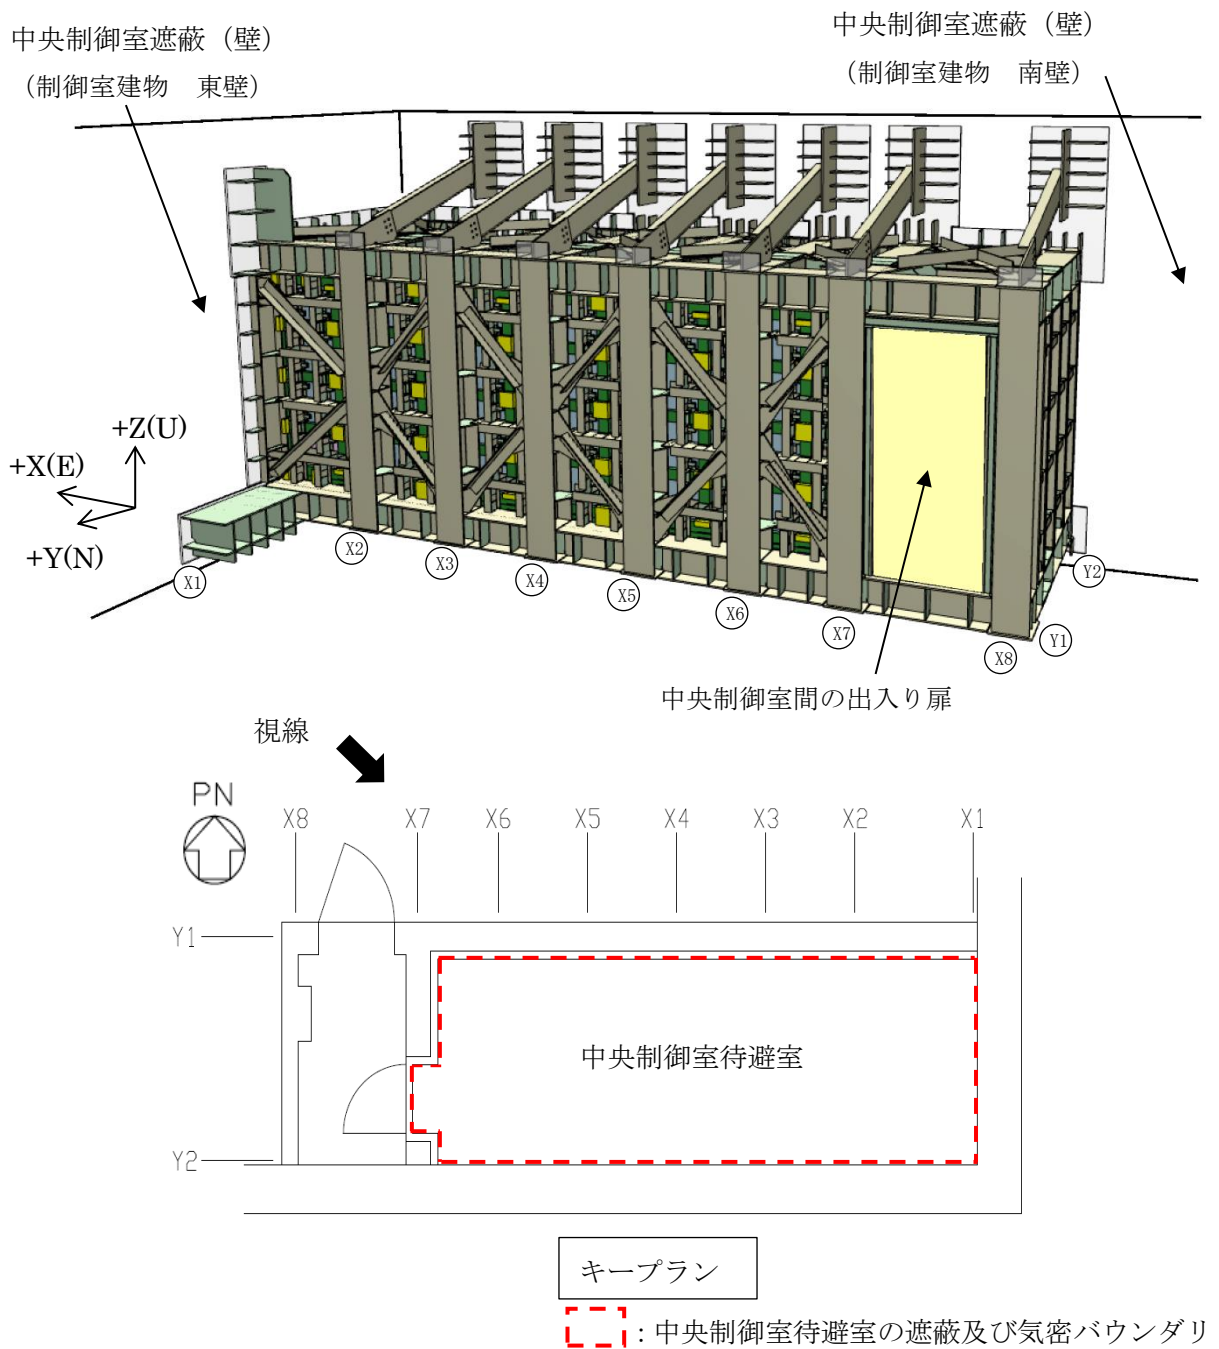 中央制御室遮蔽（壁）
（制御室建物　東壁）
中央制御室遮蔽（壁）
（制御室建物　南壁）
+Z(U)
+X(E)
+Y(N)
X1
X2
X3
X4
X5
X6
X7
X8
Y1
Y2
中央制御室間の出入り扉
視線
PN
X8 X7 X6 X5 X4 X3 X2 X1
Y1
中央制御室待避室
Y2
キープラン
：中央制御室待避室の遮蔽及び気密バウンダリ